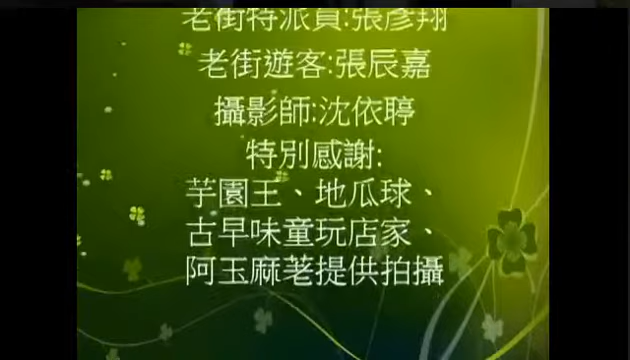 老街特派員:張彥翔
老街遊客:張辰嘉
攝影師:沈依聤
特別感謝:
芋園王、地瓜球、
古早味童玩店家、
阿玉麻荖提供拍攝